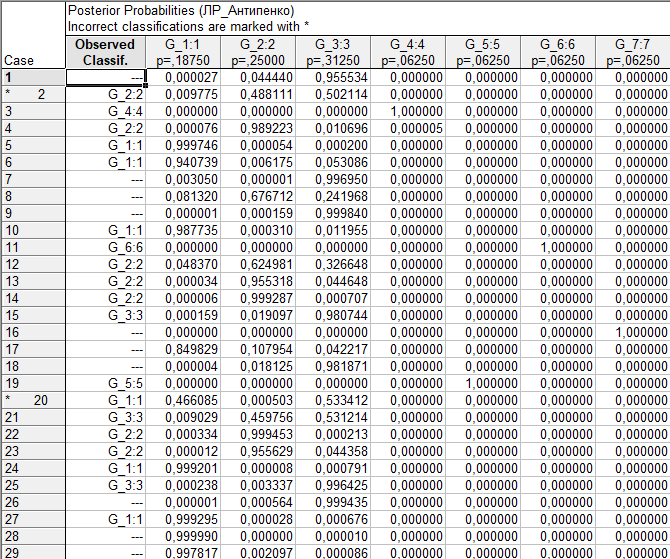 Posterior Probabilities (ЛР_Антипенко)
Incorrect classifications are marked with *
Case Observed Classif. G_1:1 p=,18750 G_2:2 p=,25000 G_3:3 p=,31250 G_4:4 p=,06250 G_5:5 p=,06250 G_6:6 p=,06250 G_7:7 p=,06250
1 --- 0,000027 0,044440 0,955534 0,000000 0,000000 0,000000 0,000000
* 2 G_2:2 0,009775 0,488111 0,502114 0,000000 0,000000 0,000000 0,000000
3 G_4:4 0,000000 0,000000 0,000000 1,000000 0,000000 0,000000 0,000000
4 G_2:2 0,000076 0,989223 0,010696 0,000005 0,000000 0,000000 0,000000
5 G_1:1 0,999746 0,000054 0,000200 0,000000 0,000000 0,000000 0,000000
6 G_1:1 0,940739 0,006175 0,053086 0,000000 0,000000 0,000000 0,000000
7 --- 0,003050 0,000001 0,996950 0,000000 0,000000 0,000000 0,000000
8 --- 0,081320 0,676712 0,241968 0,000000 0,000000 0,000000 0,000000
9 --- 0,000001 0,000159 0,999840 0,000000 0,000000 0,000000 0,000000
10 G_1:1 0,987735 0,000310 0,011955 0,000000 0,000000 0,000000 0,000000
11 G_6:6 0,000000 0,000000 0,000000 0,000000 0,000000 1,000000 0,000000
12 G_2:2 0,048370 0,624981 0,326648 0,000000 0,000000 0,000000 0,000000
13 G_2:2 0,000034 0,955318 0,044648 0,000000 0,000000 0,000000 0,000000
14 G_2:2 0,000006 0,999287 0,000707 0,000000 0,000000 0,000000 0,000000
15 G_3:3 0,000159 0,019097 0,980744 0,000000 0,000000 0,000000 0,000000
16 --- 0,000000 0,000000 0,000000 0,000000 0,000000 0,000000 1,000000
17 --- 0,849829 0,107954 0,042217 0,000000 0,000000 0,000000 0,000000
18 --- 0,000004 0,018125 0,981871 0,000000 0,000000 0,000000 0,000000
19 G_5:5 0,000000 0,000000 0,000000 0,000000 1,000000 0,000000 0,000000
* 20 G_1:1 0,466085 0,000503 0,533412 0,000000 0,000000 0,000000 0,000000
21 G_3:3 0,009029 0,459756 0,531214 0,000000 0,000000 0,000000 0,000000
22 G_2:2 0,000334 0,999453 0,000213 0,000000 0,000000 0,000000 0,000000
23 G_2:2 0,000012 0,955629 0,044358 0,000000 0,000000 0,000000 0,000000
24 G_1:1 0,999201 0,000008 0,000791 0,000000 0,000000 0,000000 0,000000
25 G_3:3 0,000238 0,003337 0,996425 0,000000 0,000000 0,000000 0,000000
26 --- 0,000001 0,000564 0,999435 0,000000 0,000000 0,000000 0,000000
27 G_1:1 0,999295 0,000028 0,000676 0,000000 0,000000 0,000000 0,000000
28 --- 0,999990 0,000000 0,000010 0,000000 0,000000 0,000000 0,000000
29 --- 0,997817 0,002097 0,000086 0,000000 0,000000 0,000000 0,000000